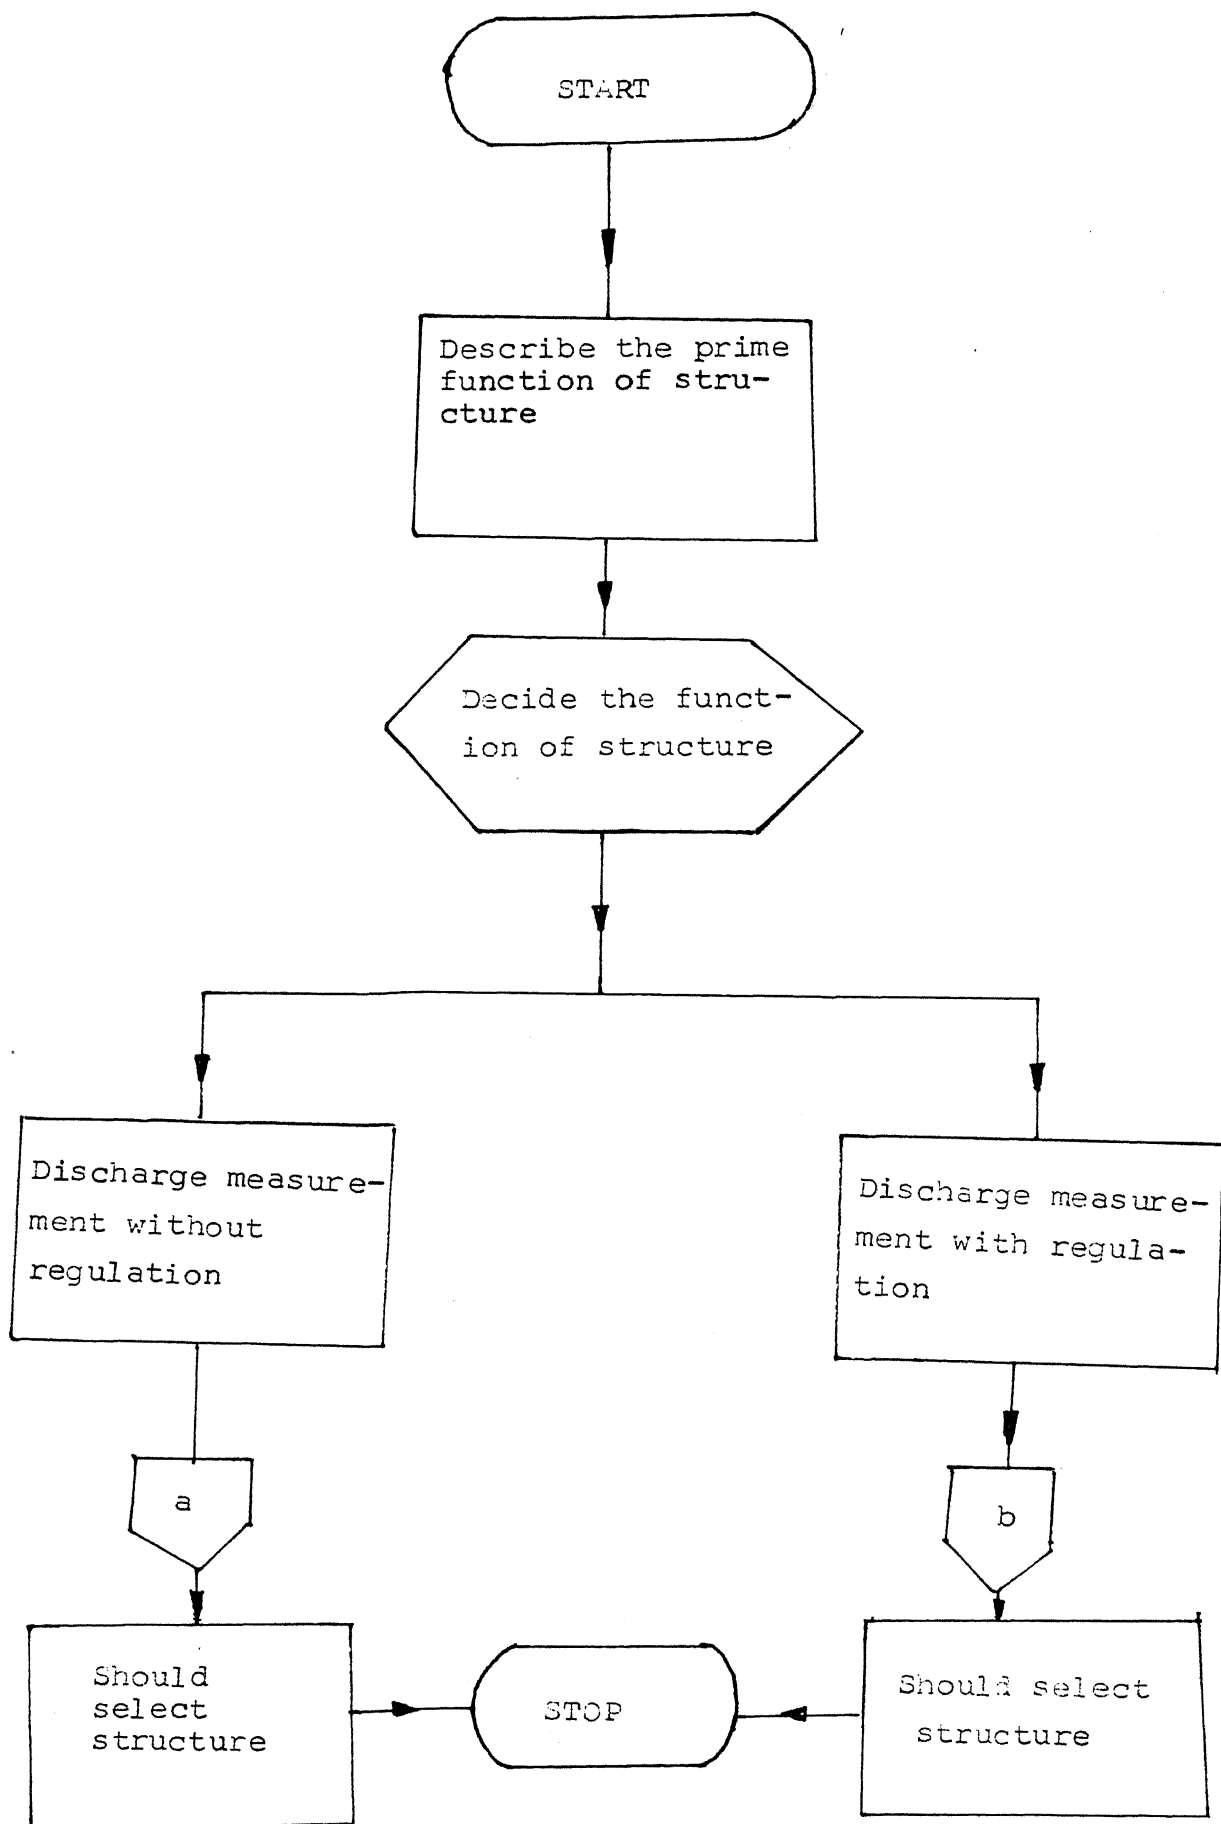 START
Describe the prime
function of stru-
cture
Decide the funct-
ion of structure
Discharge measure-
ment without
regulation
Discharge measure-
ment with regula-
tion
a
b
Should
select
structure
STOP
Should select
structure